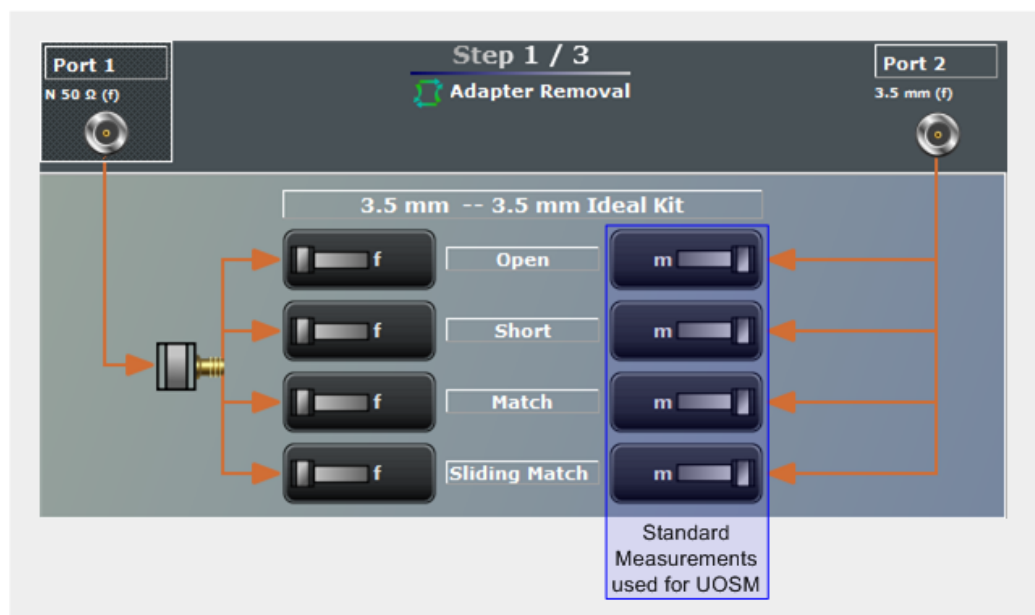 Port 1
N 50 Ω (f)
Step 1 / 3
Adapter Removal
Port 2
3.5 mm (f)
3.5 mm -- 3.5 mm Ideal Kit
f
Open
m
f
Short
m
f
Match
m
f
Sliding Match
m
Standard
Measurements
used for UOSM